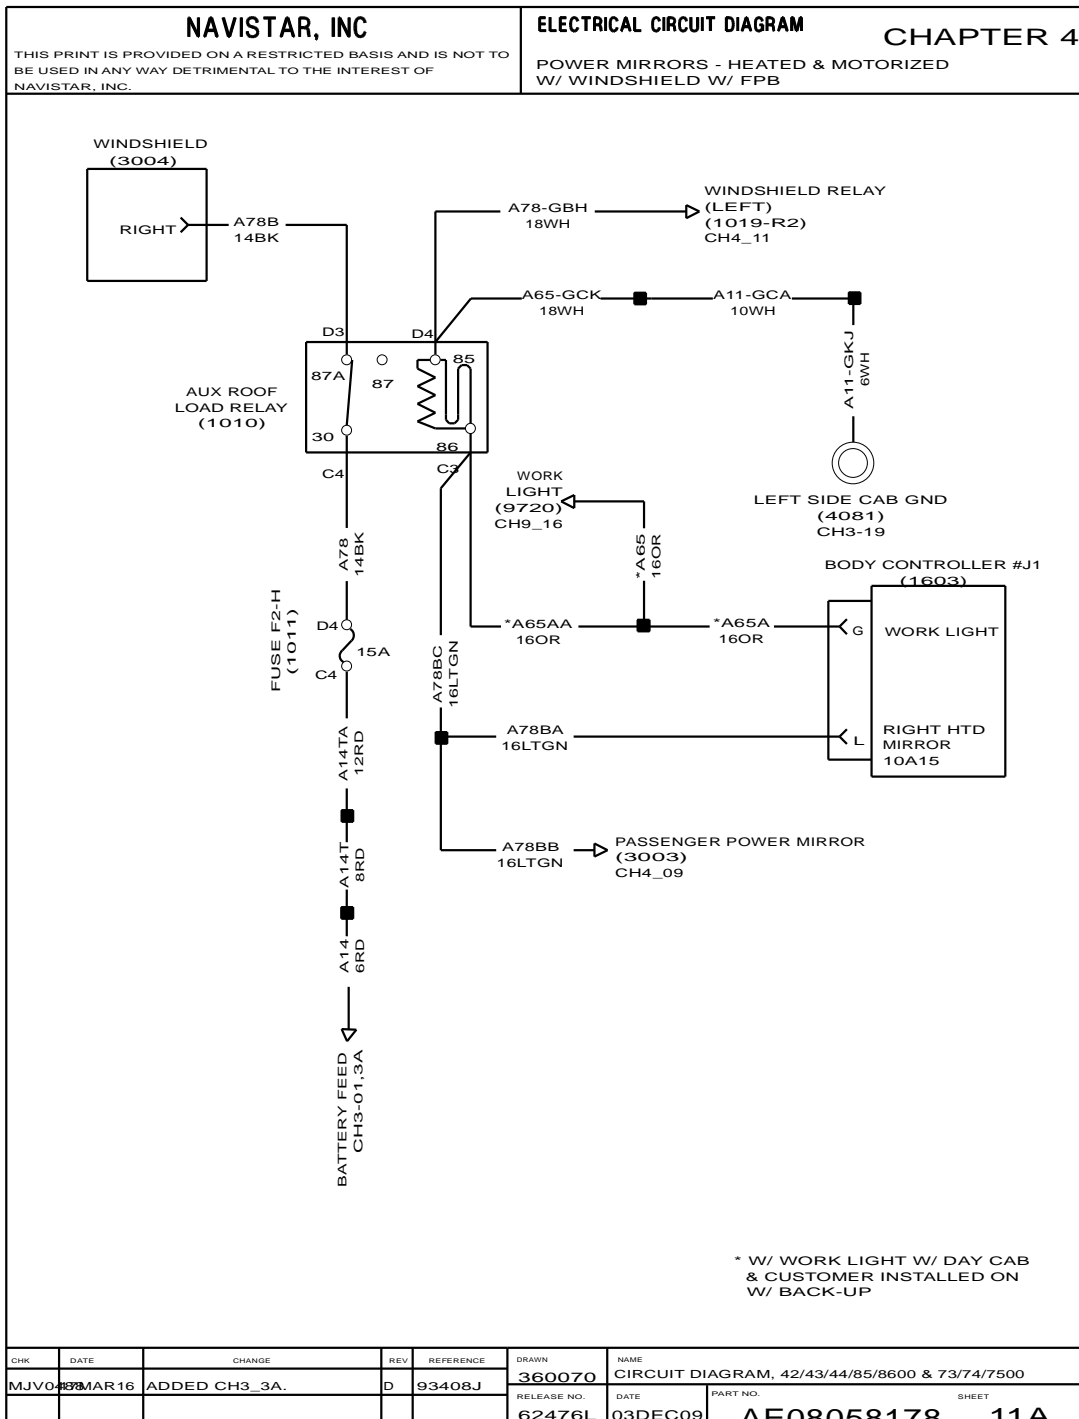 NAVISTAR, INC
THIS PRINT IS PROVIDED ON A RESTRICTED BASIS AND IS NOT TO
BE USED IN ANY WAY DETRIMENTAL TO THE INTEREST OF
NAVISTAR, INC.
ELECTRICAL CIRCUIT DIAGRAM
CHAPTER 4
POWER MIRRORS - HEATED & MOTORIZED
W/ WINDSHIELD W/ FPB
WINDSHIELD
(3004)
RIGHT
A78B
14BK
A78-GBH
18WH
WINDSHIELD RELAY
(LEFT)
(1019-R2)
CH4_11
A65-GCK
18WH
A11-GCA
10WH
A11-GKJ
6WH
D3
D4
87A
87
85
30
86
AUX ROOF
LOAD RELAY
(1010)
C4
C3
WORK
LIGHT
(9720)
CH9_16
LEFT SIDE CAB GND
(4081)
CH3-19
A78
14BK
*A65
16OR
BODY CONTROLLER #J1
(1603)
FUSE F2-H
(1011)
D4
15A
C4
*A65AA
16OR
*A65A
16OR
G
WORK LIGHT
A78BC
16LTGN
A78BA
16LTGN
L
RIGHT HTD
MIRROR
10A15
A14TA
12RD
A78BB
16LTGN
PASSENGER POWER MIRROR
(3003)
CH4_09
A14T
8RD
A14
6RD
BATTERY FEED
CH3-01,3A
* W/ WORK LIGHT W/ DAY CAB
& CUSTOMER INSTALLED ON
W/ BACK-UP
CHK DATE CHANGE REV REFERENCE
ADDED CH3_3A. D 93408J
DRAWN
360070
NAME
CIRCUIT DIAGRAM, 42/43/44/85/8600 & 73/74/7500
RELEASE NO.
62476L
DATE
03DEC09
PART NO.
AE08058178
SHEET
11A